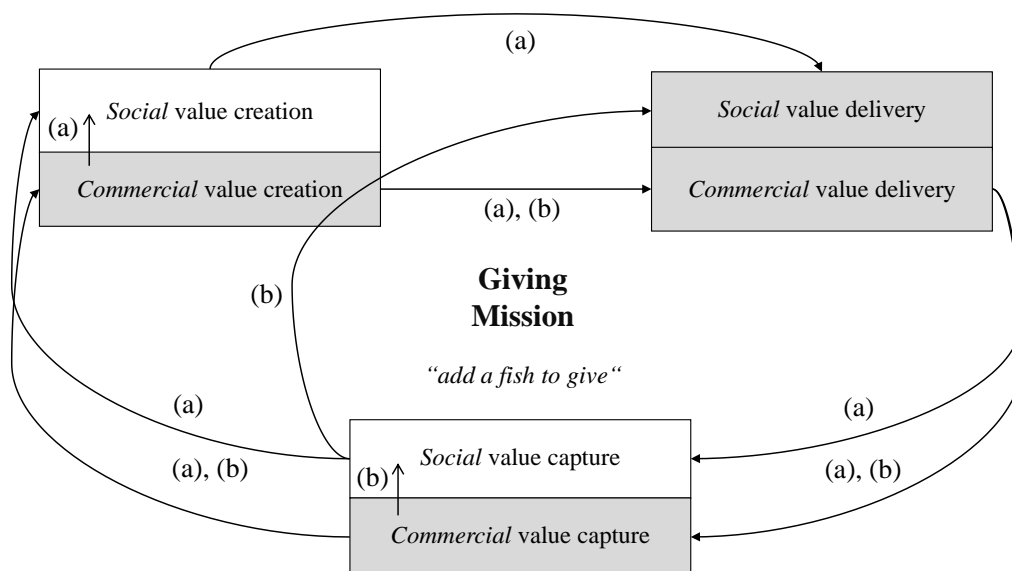 (a)
Social value creation
(a)
Commercial value creation
Social value delivery
Commercial value delivery
(a), (b)
(b)
Giving
Mission
“add a fish to give“
(a)
(a), (b)
(a)
(a), (b)
Social value capture
(b)
Commercial value capture